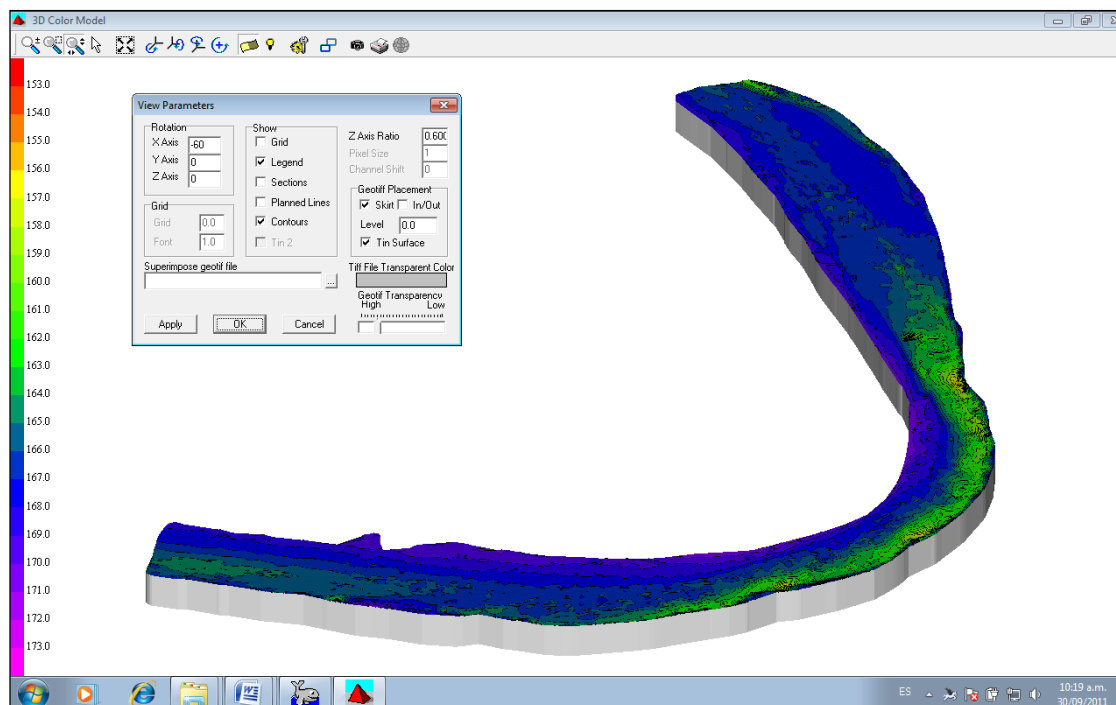 3D Color Model
153.0
154.0
155.0
156.0
157.0
158.0
159.0
160.0
161.0
162.0
163.0
164.0
165.0
166.0
167.0
168.0
169.0
170.0
171.0
172.0
173.0
View Parameters
Rotation
X Axis -60
Y Axis 0
Z Axis 0
Grid
Grid 0.0
Font 1.0
Show
Grid
Legend
Sections
Planned Lines
Contours
Tin 2
Z Axis Ratio 0.600
Pixel Size 1
Channel Shift 0
Geotiff Placement
Skirt In/Out
Level 0.0
Tin Surface
Superimpose geotif file
...
Tiff File Transparent Color
Geotif Transparency
High Low
Apply OK Cancel
ES
10:19 a.m.
30/09/2011